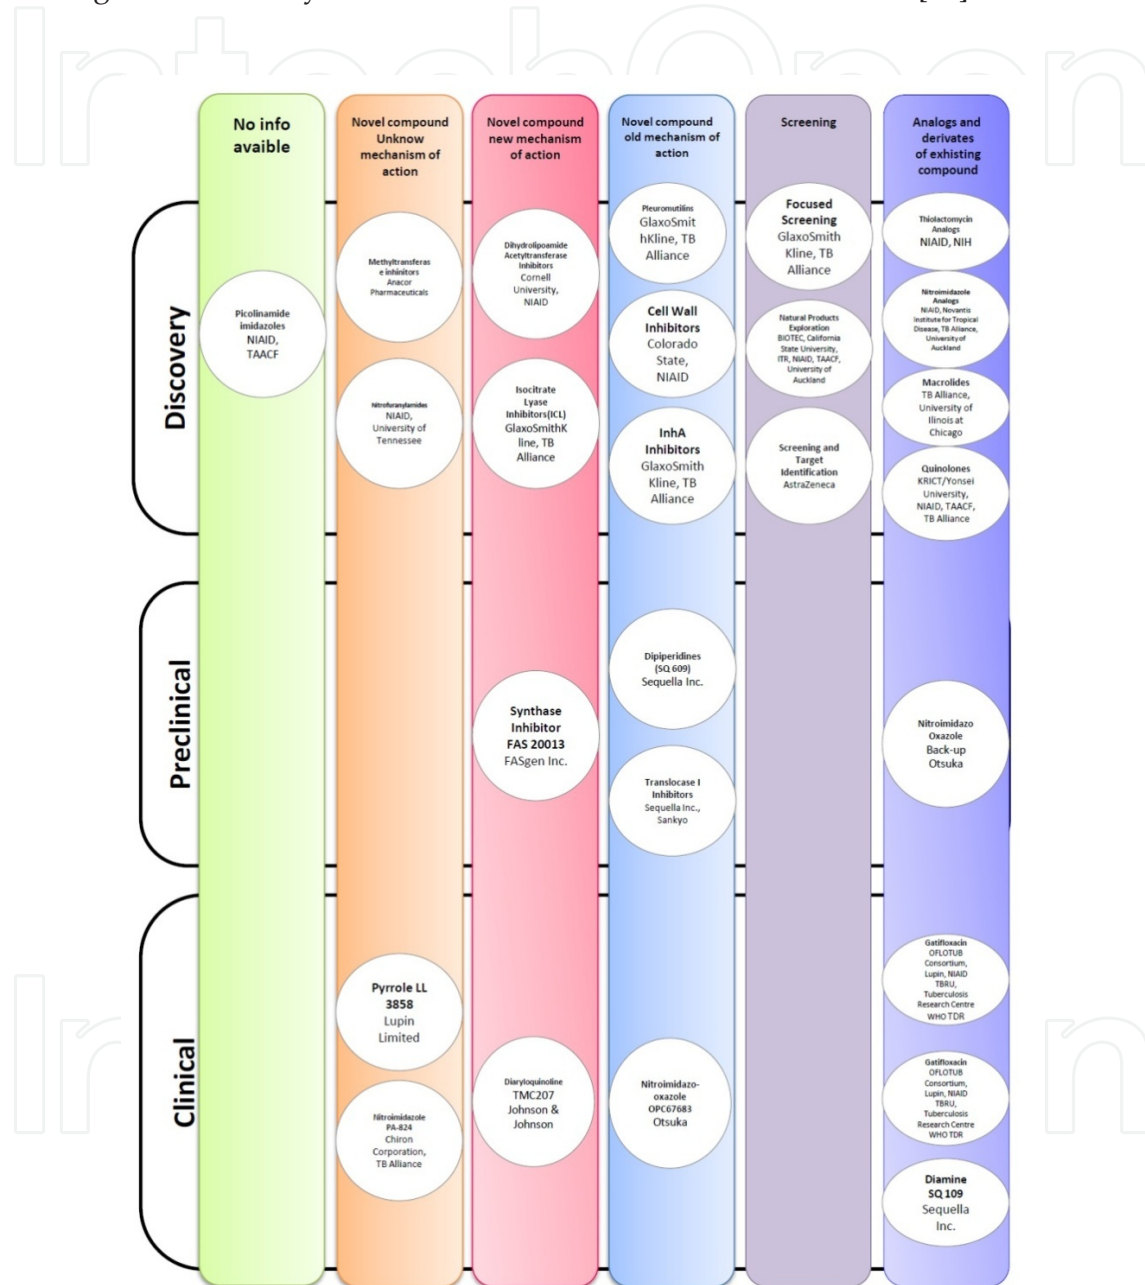 No info
avaible
Novel compound
Unknow
mechanism of
action
Novel compound
new mechanism
of action
Novel compound
old mechanism of
action
Screening
Analogs and
derivates
of exhisting
compound
Discovery
Picolinamide
imidazoles
NIAID,
TAACF
Methyltransferas
e inhinitors
Anacor
Pharmaceuticals
Nitrofuranylamides
NIAID,
University of
Tennessee
Dihydrolipoamide
Acetyltransferase
Inhibitors
Cornell
University,
NIAID
Isocitrate
Lyase
Inhibitors(ICL)
GlaxoSmithK
line, TB
Alliance
Pleuromutilins
GlaxoSmit
hKline, TB
Alliance
Cell Wall
Inhibitors
Colorado
State,
NIAID
InhA
Inhibitors
GlaxoSmith
Kline, TB
Alliance
Focused
Screening
GlaxoSmith
Kline, TB
Alliance
Natural Products
Exploration
BIOTEC, California
State University,
ITR, NIAID, TAACF,
University of
Auckland
Screening and
Target
Identification
AstraZeneca
Thiolactomycin
Analogs
NIAID, NIH
Nitroimidazole
Analogs
NIAID, Novantis
Institute for Tropical
Disease, TB Alliance,
University of
Auckland
Macrolides
TB Alliance,
University of
Ilinois at
Chicago
Quinolones
KRICT/Yonsei
University,
NIAID, TAACF,
TB Alliance
Preclinical
Synthase
Inhibitor
FAS 20013
FASgen Inc.
Dipiperidines
(SQ 609)
Sequella Inc.
Translocase I
Inhibitors
Sequella Inc.,
Sankyo
Nitroimidazo
Oxazole
Back-up
Otsuka
Clinical
Pyrrole LL
3858
Lupin
Limited
Nitroimidazole
PA-824
Chiron
Corporation,
TB Alliance
Diaryloquinoline
TMC207
Johnson &
Johnson
Nitroimidazo-
oxazole
OPC67683
Otsuka
Gatifloxacin
OFLOTUB
Consortium,
Lupin, NIAID
TBRU,
Tuberculosis
Research Centre
WHO TDR
Gatifloxacin
OFLOTUB
Consortium,
Lupin, NIAID
TBRU,
Tuberculosis
Research Centre
WHO TDR
Diamine
SQ 109
Sequella
Inc.